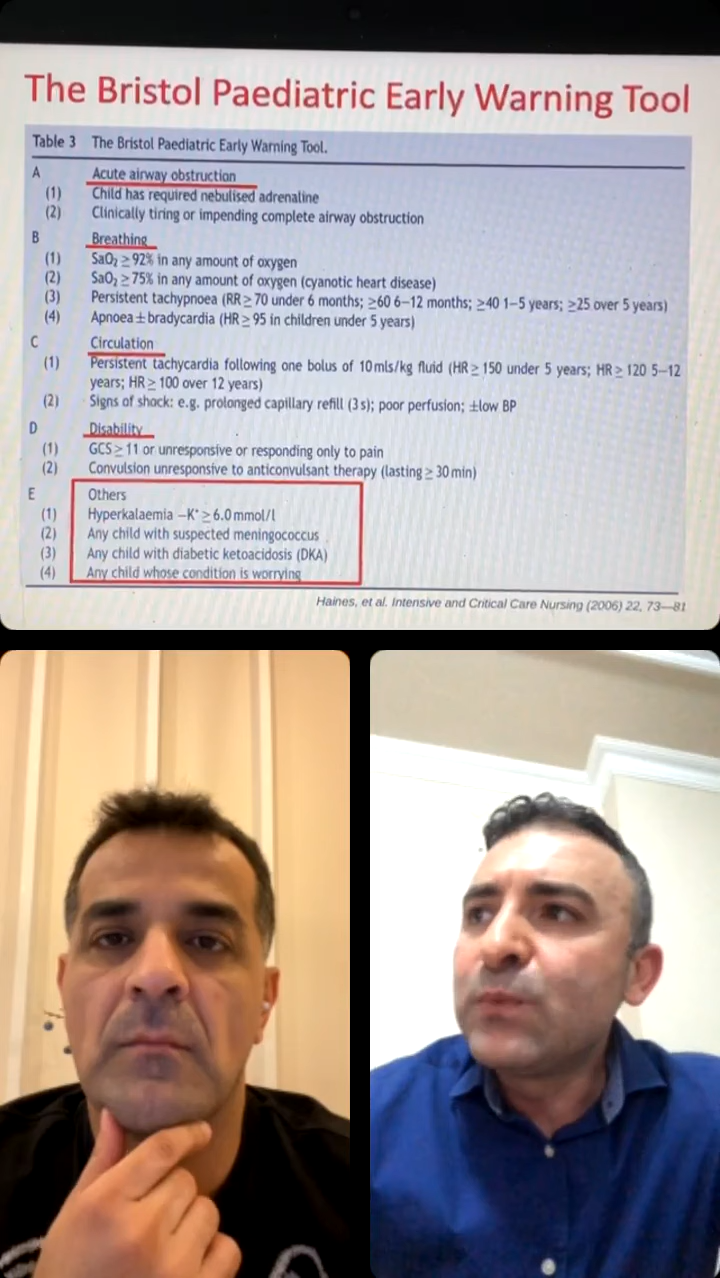 The Bristol Paediatric Early Warning Tool
Table 3 The Bristol Paediatric Early Warning Tool.
A Acute airway obstruction
(1) Child has required nebulised adrenaline
(2) Clinically tiring or impending complete airway obstruction
B Breathing
(1) SaO₂ ≥ 92% in any amount of oxygen
(2) SaO₂ ≥ 75% in any amount of oxygen (cyanotic heart disease)
(3) Persistent tachypnoea (RR ≥ 70 under 6 months; ≥60 6–12 months; ≥40 1–5 years; ≥25 over 5 years)
(4) Apnoea ± bradycardia (HR ≥ 95 in children under 5 years)
C Circulation
(1) Persistent tachycardia following one bolus of 10 mls/kg fluid (HR ≥ 150 under 5 years; HR ≥ 120 5–12
years; HR ≥ 100 over 12 years)
(2) Signs of shock: e.g. prolonged capillary refill (3 s); poor perfusion; ±low BP
D Disability
(1) GCS ≥ 11 or unresponsive or responding only to pain
(2) Convulsion unresponsive to anticonvulsant therapy (lasting ≥ 30 min)
E Others
(1) Hyperkalaemia –K⁺ ≥ 6.0 mmol/l
(2) Any child with suspected meningococcus
(3) Any child with diabetic ketoacidosis (DKA)
(4) Any child whose condition is worrying
Haines, et al. Intensive and Critical Care Nursing (2006) 22, 73—81